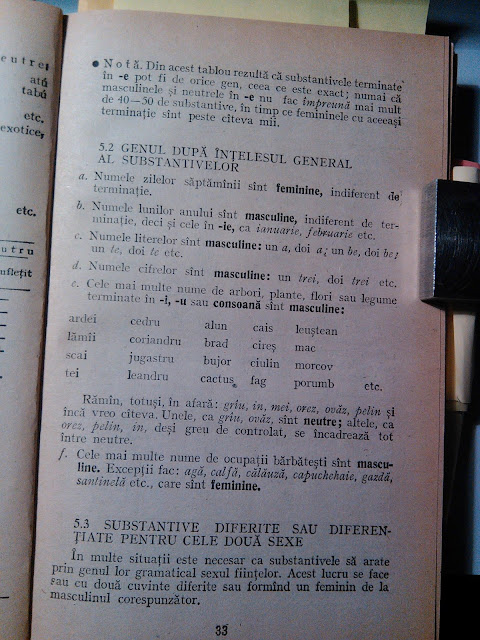 eutre;
ată
tabú
etc.
exotice,
etc.
utru
sufleţit
● Notă. Din acest tablou rezultă că substantivele terminate
în -e pot fi de orice gen, ceea ce este exact; numai că
masculinele şi neutrele în -e nu fac împreună mai mult
de 40—50 de substantive, în timp ce femininele cu aceeaşi
terminaţie sînt peste cîteva mii.
5.2 GENUL DUPĂ ÎNŢELESUL GENERAL
AL SUBSTANTIVELOR
a. Numele zilelor săptămînii sînt feminine, indiferent de
terminaţie.
b. Numele lunilor anului sînt masculine, indiferent de ter-
minaţie, deci şi cele în -ie, ca ianuarie, februarie etc.
c. Numele literelor sînt masculine: un a, doi a; un be, doi be;
un te, doi te etc.
d. Numele cifrelor sînt masculine: un trei, doi trei etc.
e. Cele mai multe nume de arbori, plante, flori sau legume
terminate în -i, -u sau consoană sînt masculine:
ardei cedru alun cais leuştean
lămîi coriandru brad cireş mac
scai jugastru bujor ciulin morcov
tei leandru cactus fag porumb etc.
Rămîn, totuşi, în afară: grîu, in, mei, orez, ovăz, pelin şi
încă vreo cîteva. Unele, ca grîu, ovăz, sînt neutre; altele, ca
orez, pelin, in, deşi greu de controlat, se încadrează tot
între neutre.
f. Cele mai multe nume de ocupaţii bărbăteşti sînt mascu-
line. Excepţii fac: agă, calfă, călăuză, capuchehaie, gazdă,
santinelă etc., care sînt feminine.
5.3 SUBSTANTIVE DIFERITE SAU DIFEREN-
ŢIATE PENTRU CELE DOUĂ SEXE
În multe situaţii este necesar ca substantivele să arate
prin genul lor gramatical sexul fiinţelor. Acest lucru se face
sau cu două cuvinte diferite sau formînd un feminin de la
masculinul corespunzător.
33